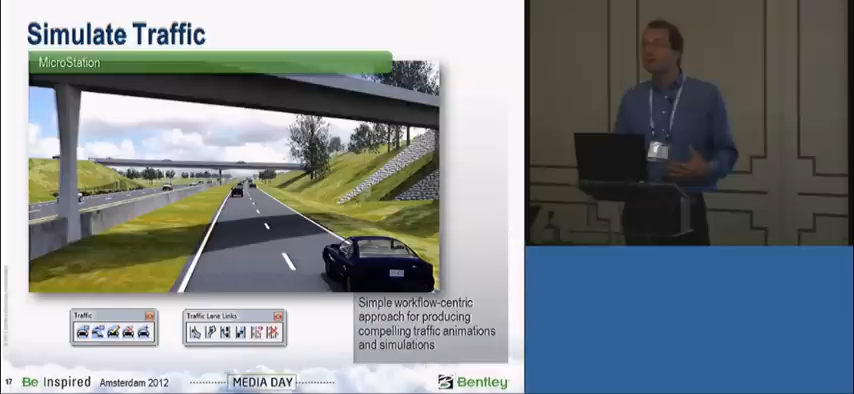 Simulate Traffic
MicroStation
Traffic
Traffic Lane Links
Simple workflow-centric
approach for producing
compelling traffic animations
and simulations
17 Be Inspired Amsterdam 2012
MEDIA DAY
Bentley